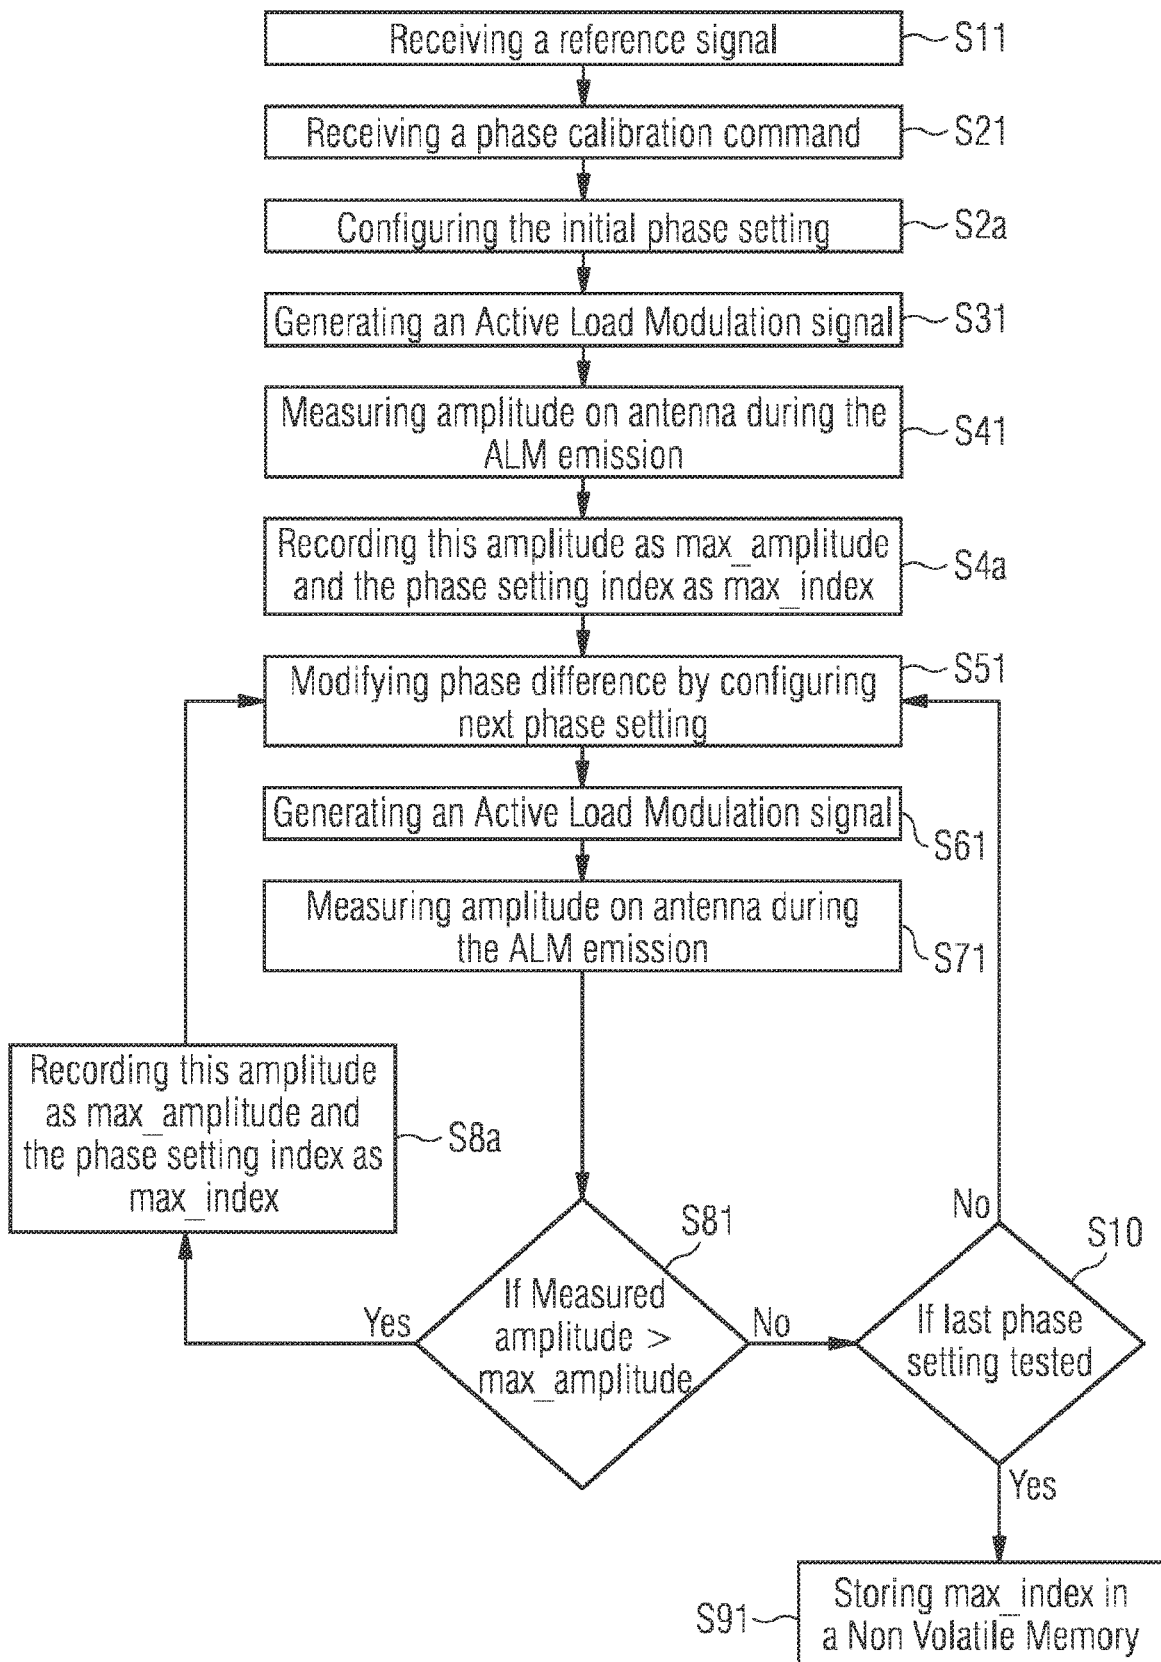 Receiving a reference signal
S11
Receiving a phase calibration command
S21
Configuring the initial phase setting
S2a
Generating an Active Load Modulation signal
S31
Measuring amplitude on antenna during the
ALM emission
S41
Recording this amplitude as max_amplitude
and the phase setting index as max_index
S4a
Modifying phase difference by configuring
next phase setting
S51
Generating an Active Load Modulation signal
S61
Measuring amplitude on antenna during
the ALM emission
S71
Recording this amplitude
as max_amplitude and
the phase setting index as
max_index
S8a
If Measured
amplitude >
max_amplitude
S81
Yes
No
If last phase
setting tested
S10
No
Yes
Storing max_index in
a Non Volatile Memory
S91